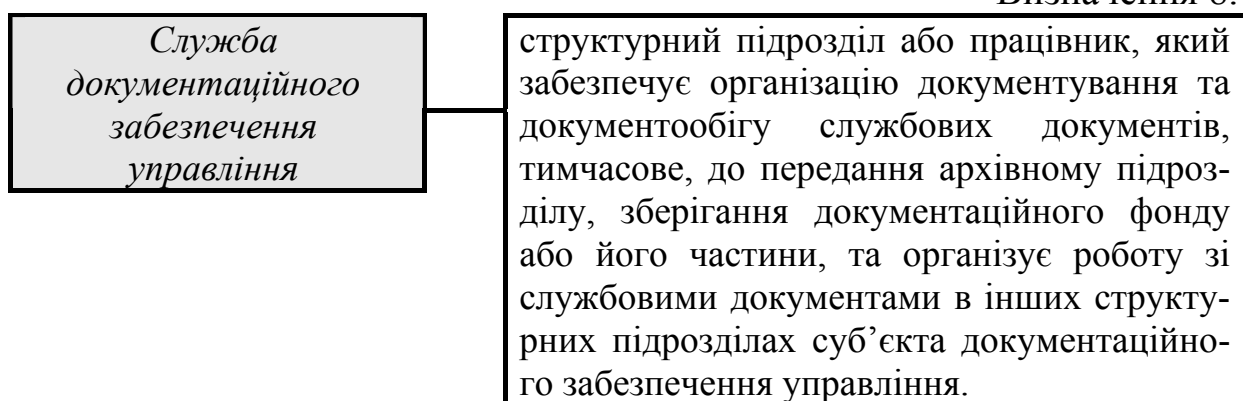 Служба
документаційного
забезпечення
управління
структурний підрозділ або працівник, який
забезпечує організацію документування та
документообігу службових документів,
тимчасове, до передання архівному підроз-
ділу, зберігання документаційного фонду
або його частини, та організує роботу зі
службовими документами в інших структу-
рних підрозділах суб’єкта документаційно-
го забезпечення управління.